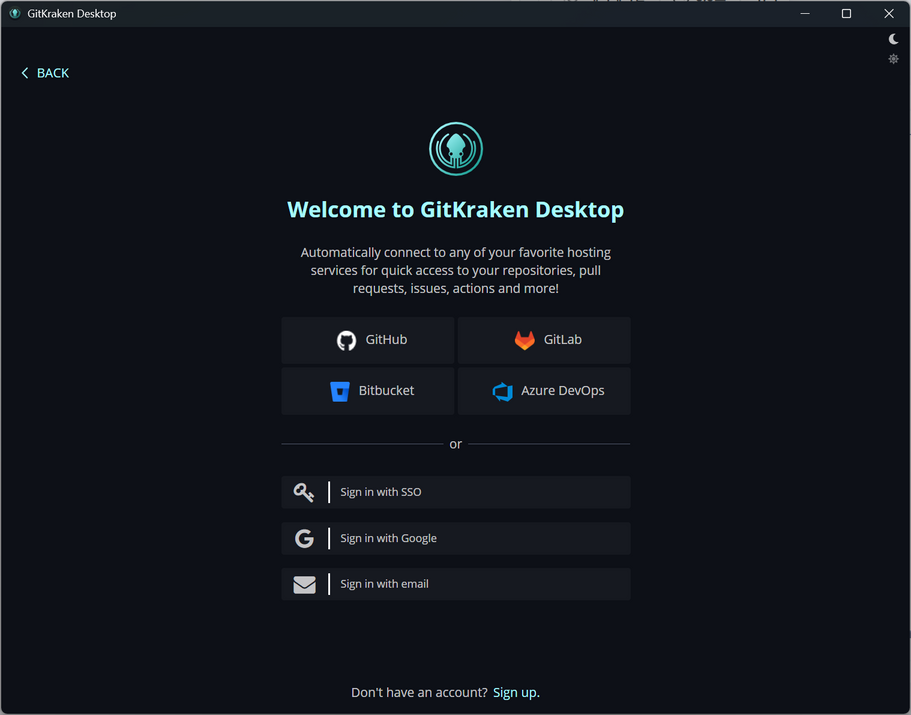 GitKraken Desktop
BACK
Welcome to GitKraken Desktop
Automatically connect to any of your favorite hosting
services for quick access to your repositories, pull
requests, issues, actions and more!
GitHub
GitLab
Bitbucket
Azure DevOps
or
Sign in with SSO
Sign in with Google
Sign in with email
Don't have an account? Sign up.